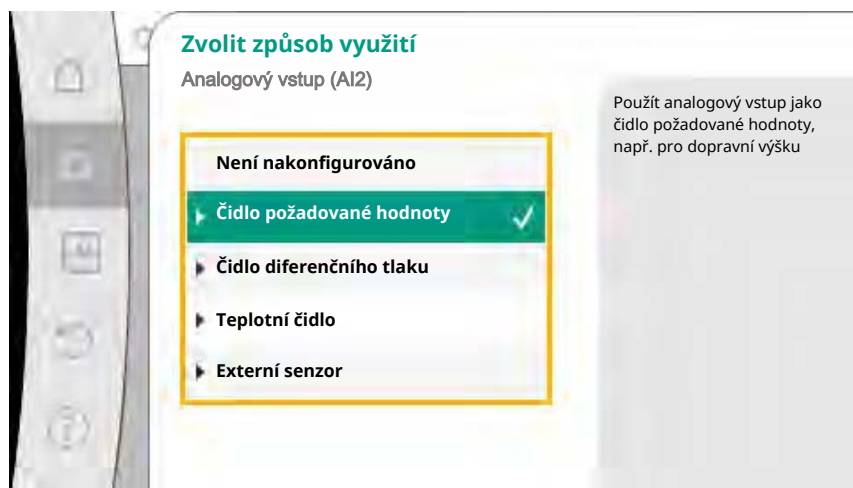 Zvolit způsob využití
Analogový vstup (AI2)
Použít analogový vstup jako
čidlo požadované hodnoty,
např. pro dopravní výšku
Není nakonfigurováno
Čidlo požadované hodnoty
Čidlo diferenčního tlaku
Teplotní čidlo
Externí senzor